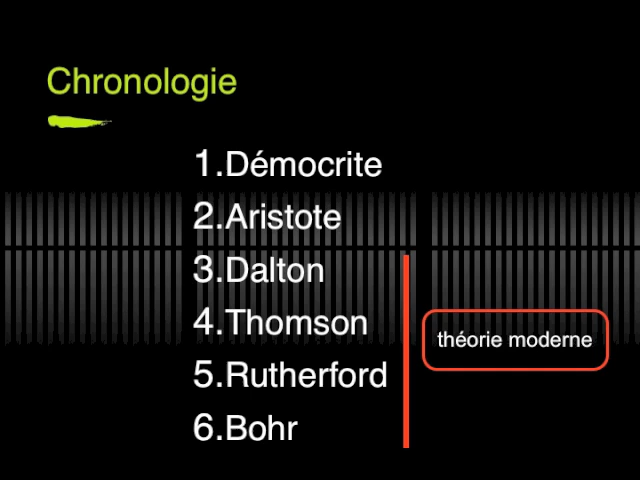 Chronologie
1.Démocrite
2.Aristote
3.Dalton
4.Thomson
théorie moderne
5.Rutherford
6.Bohr